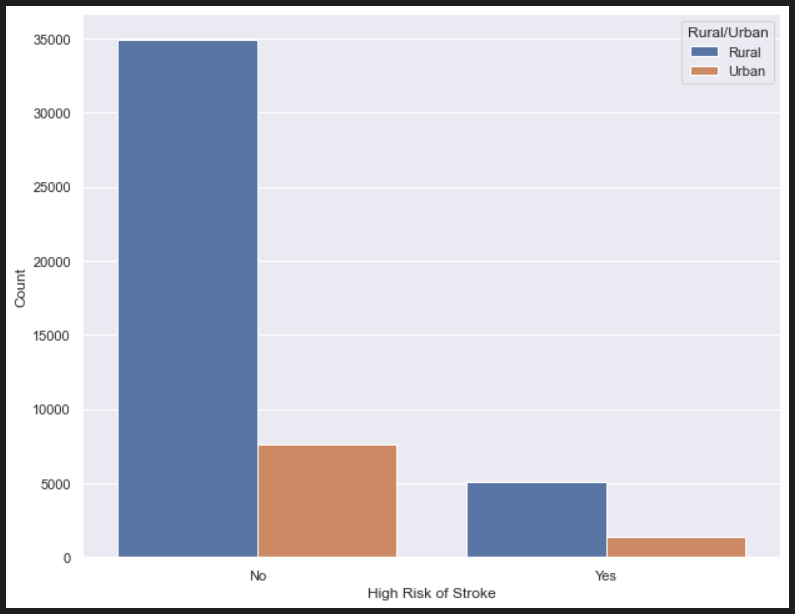 Rural/Urban
Rural
Urban
35000
30000
25000
20000
15000
10000
5000
0
Count
No
Yes
High Risk of Stroke